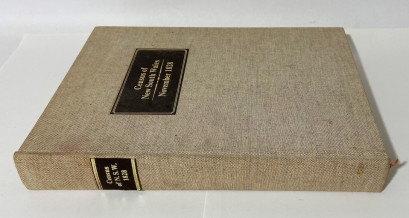 Census of
New South Wales
November 1828
Census
of N.S.W.
1828